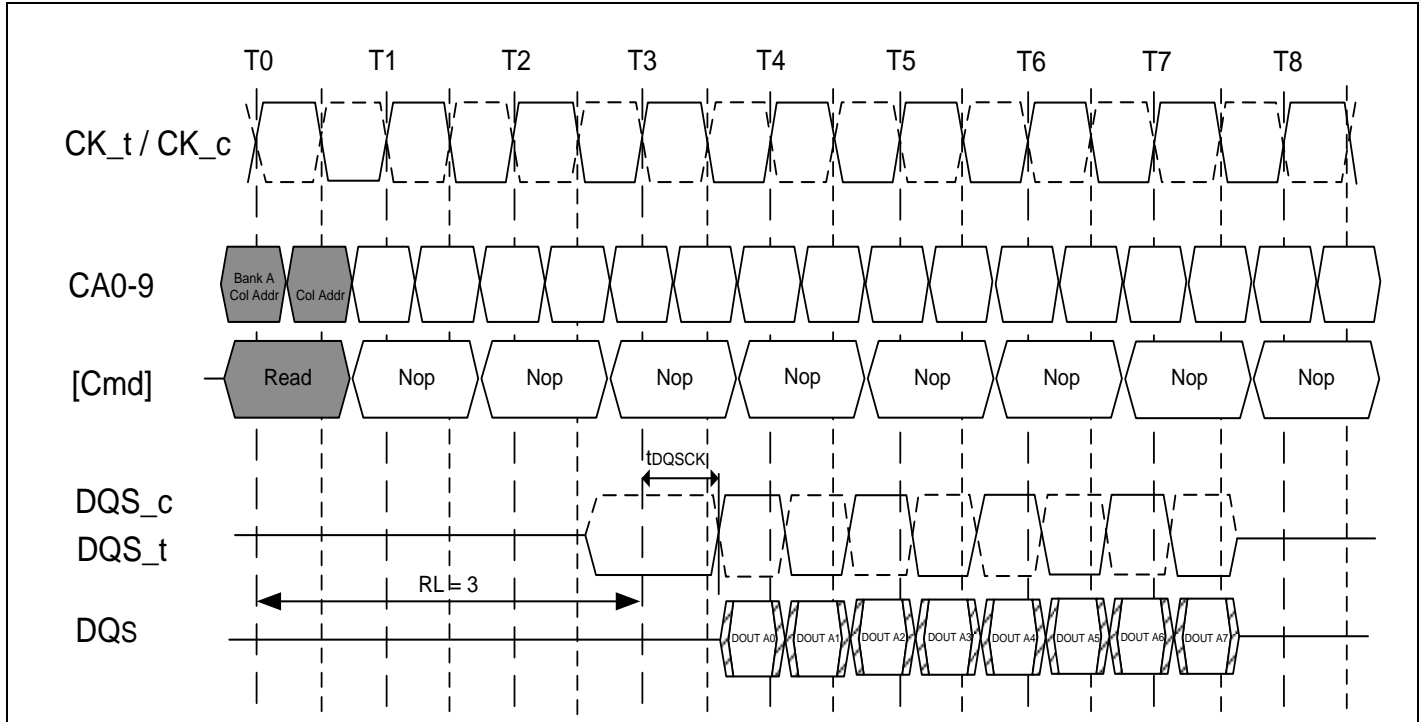 T0 T1 T2 T3 T4 T5 T6 T7 T8
CK_t / CK_c
CA0-9
Bank A
Col Addr
Col Addr
[Cmd]
Read Nop Nop Nop Nop Nop Nop Nop Nop
tDQSCK
DQS_c
DQS_t
RL = 3
DQs
DOUT A0 DOUT A1 DOUT A2 DOUT A3 DOUT A4 DOUT A5 DOUT A6 DOUT A7